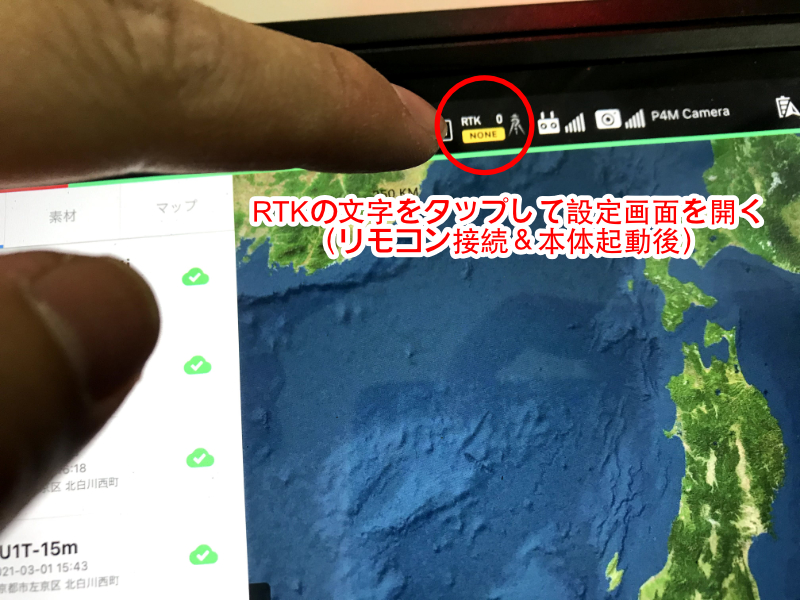 RTK 0
NONE
P4M Camera
250 KM
RTKの文字をタップして設定画面を開く
(リモコン接続＆本体起動後)
素材
マップ
5:18
京区 北白川西町
U1T-15m
21-03-01 15:43
京都市左京区 北白川西町